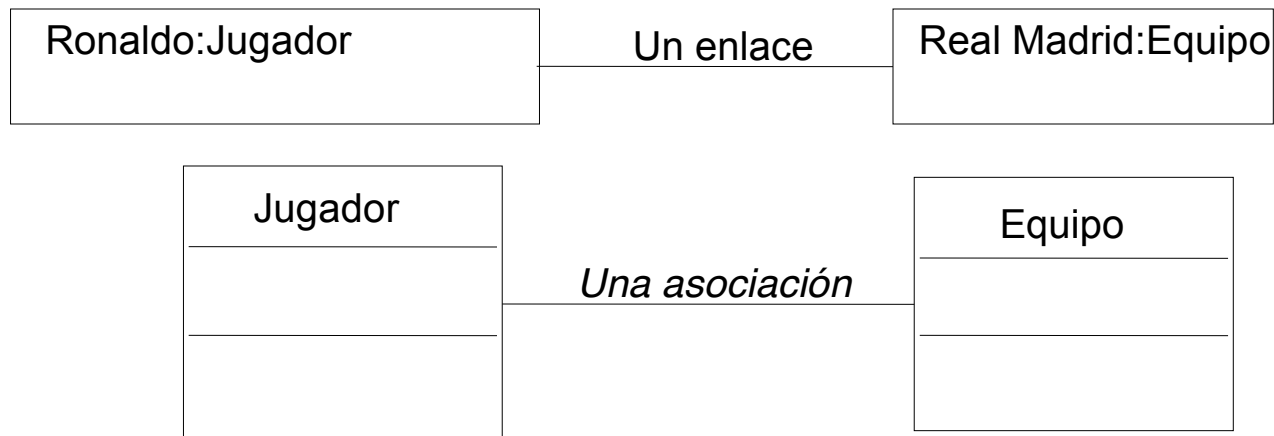 Ronaldo:Jugador
Un enlace
Real Madrid:Equipo
Jugador
Una asociación
Equipo